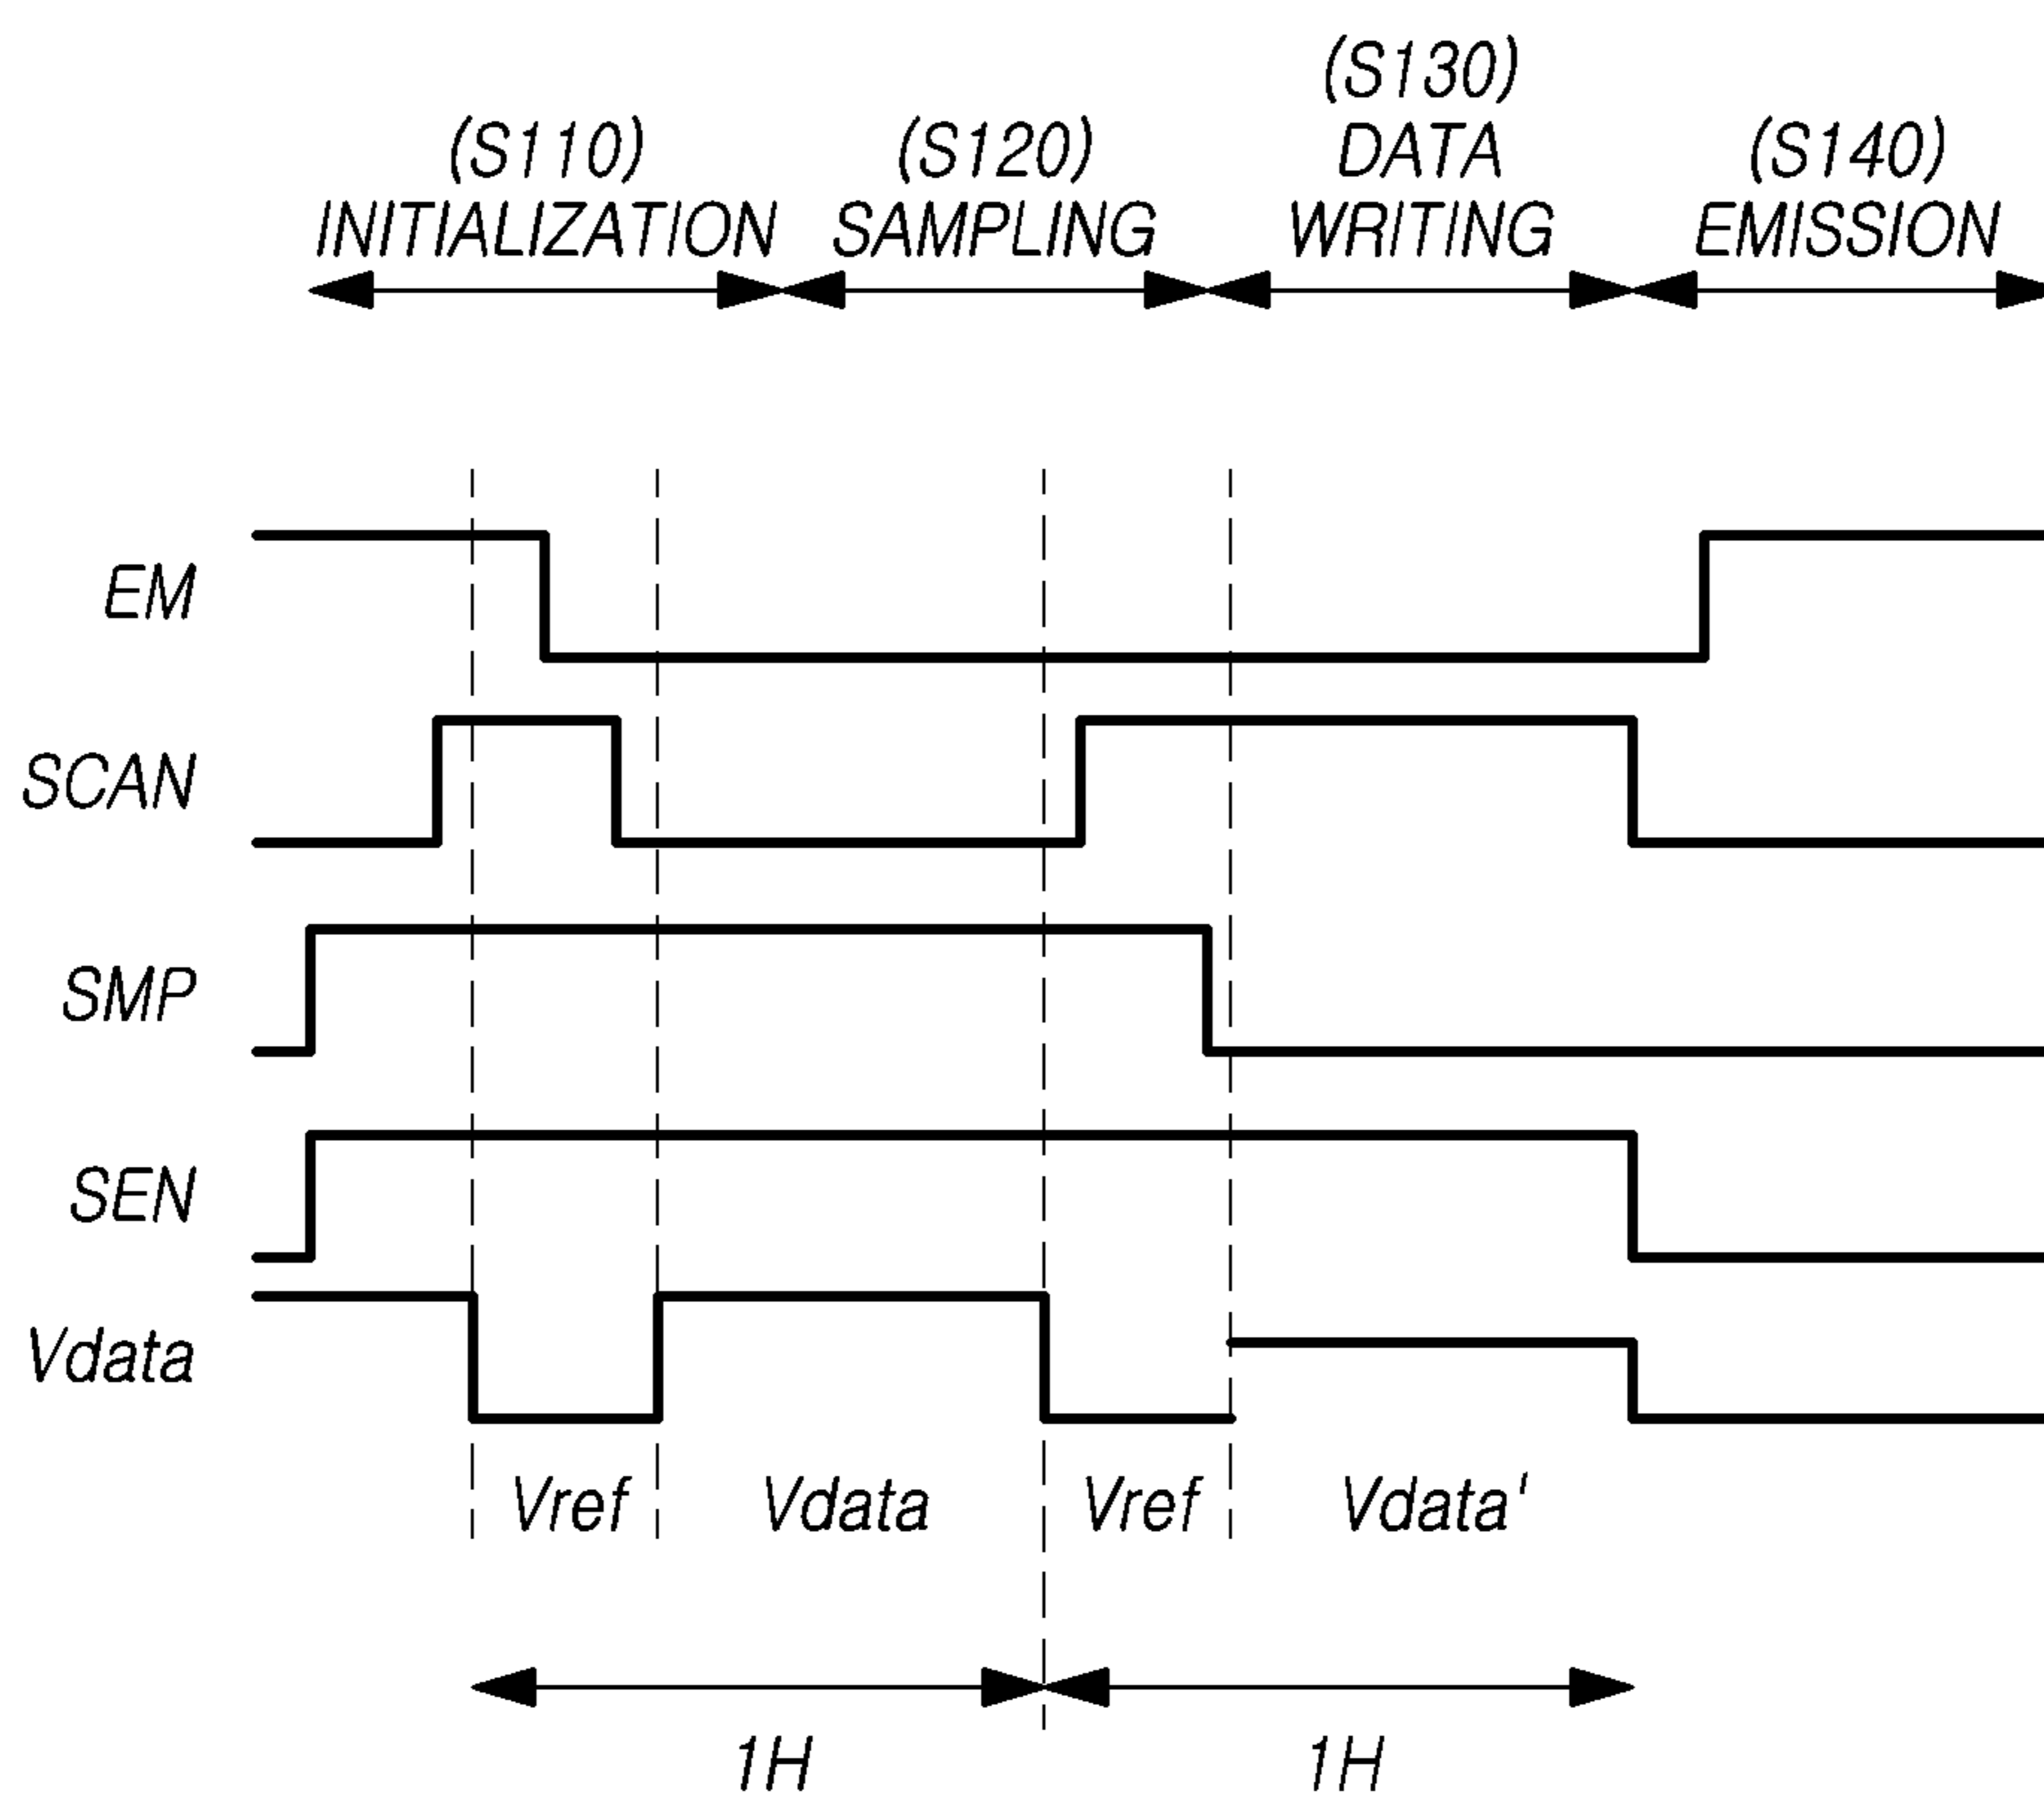 (S110)
INITIALIZATION
(S120)
SAMPLING
(S130)
DATA
WRITING
(S140)
EMISSION
EM
SCAN
SMP
SEN
Vdata
Vref
Vdata
Vref
Vdata'
1H
1H